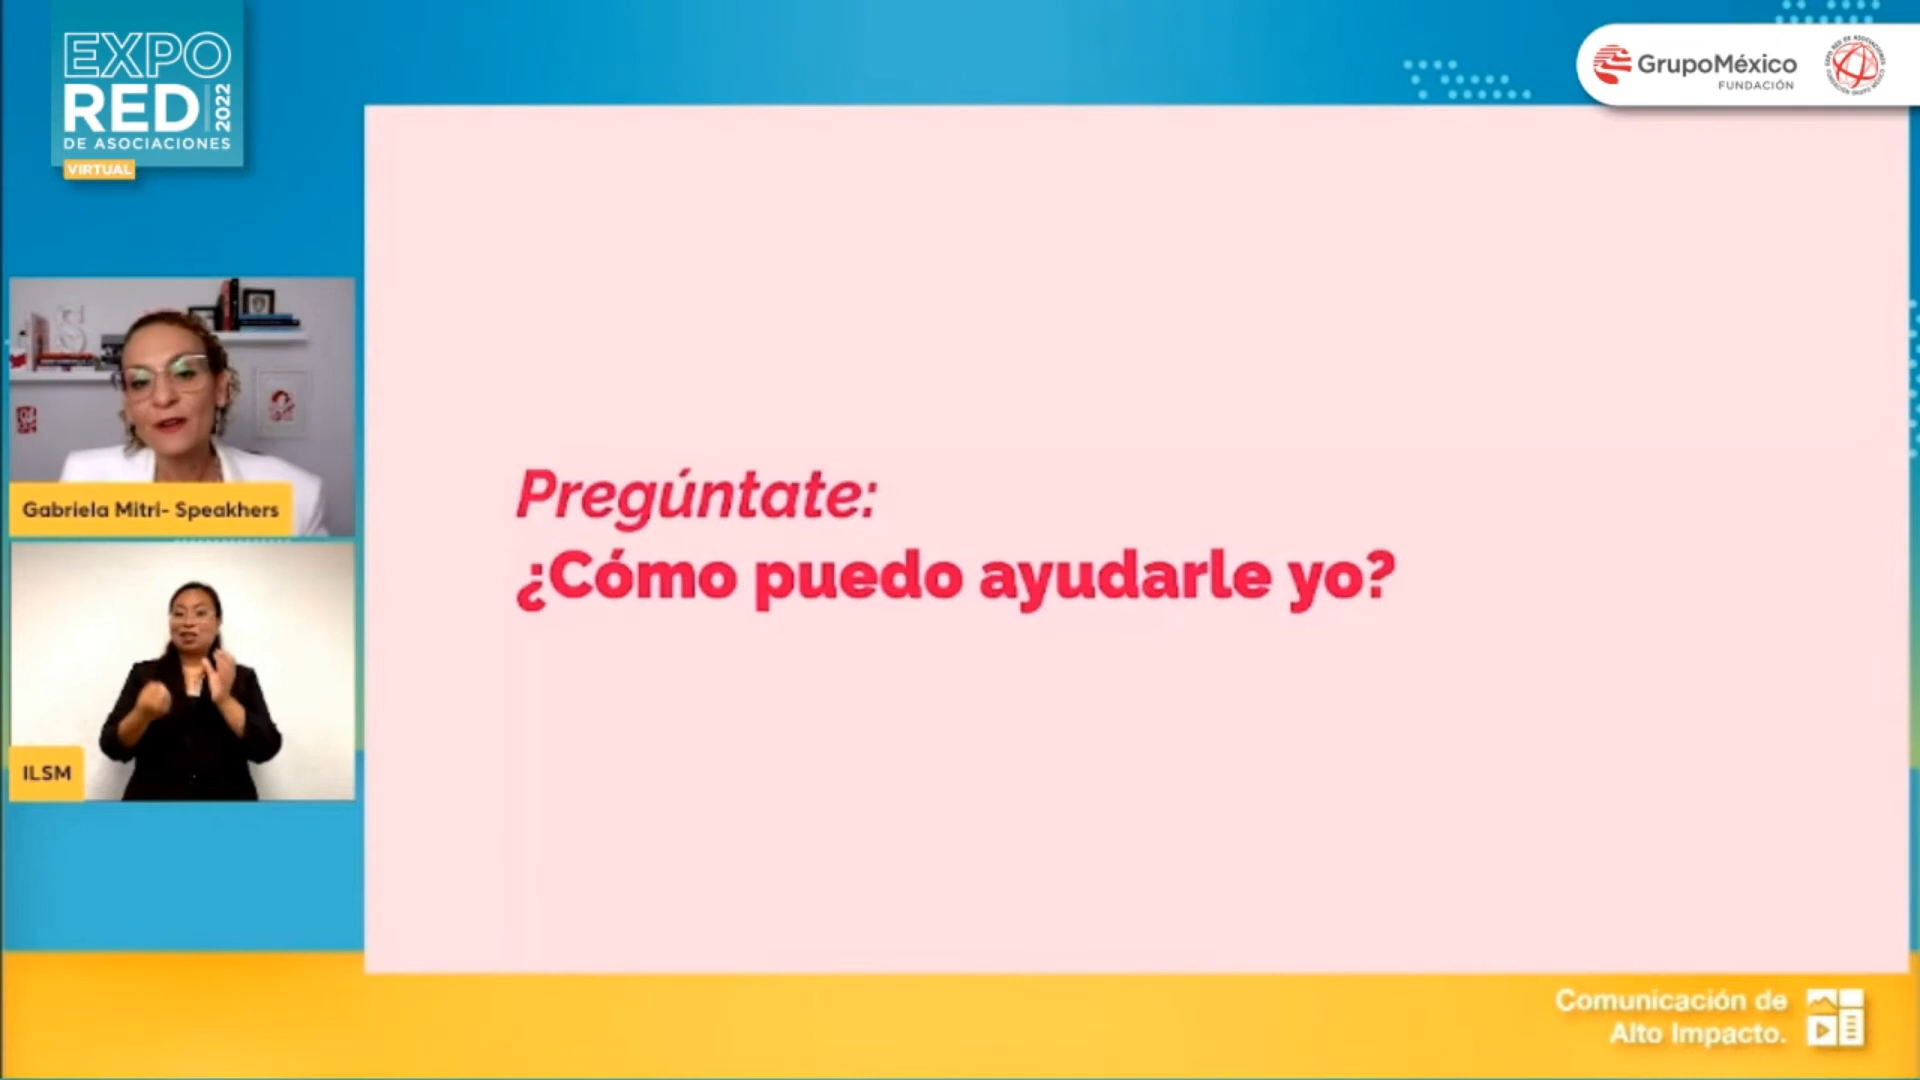 EXPO
RED 2022
DE ASOCIACIONES
VIRTUAL
GrupoMéxico
FUNDACIÓN
Pregúntate:
¿Cómo puedo ayudarle yo?
Gabriela Mitri- Speakhers
ILSM
Comunicación de
Alto Impacto.